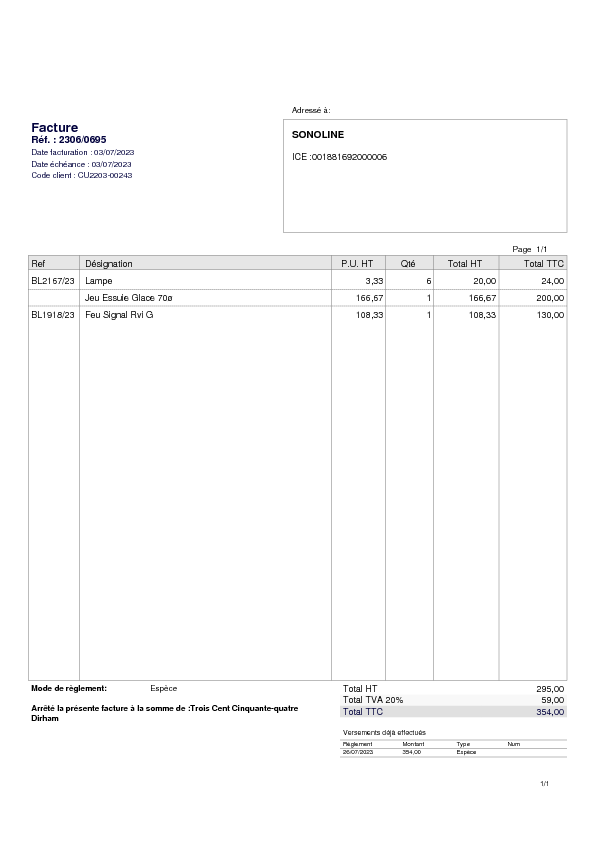 Adressé à:
Facture
Réf. : 2306/0695
Date facturation : 03/07/2023
Date échéance : 03/07/2023
Code client : CU2203-00243
SONOLINE
ICE :001881692000006
Page 1/1
Ref Désignation P.U. HT Qté Total HT Total TTC
BL2167/23 Lampe 3,33 6 20,00 24,00
Jeu Essuie Glace 70ø 166,67 1 166,67 200,00
BL1918/23 Feu Signal Rvi G 108,33 1 108,33 130,00
Mode de règlement: Espèce
Arrêté la présente facture à la somme de :Trois Cent Cinquante-quatre
Dirham
Total HT 295,00
Total TVA 20% 59,00
Total TTC 354,00
Versements déjà effectués
Règlement Montant Type Num
26/07/2023 354,00 Espèce
1/1